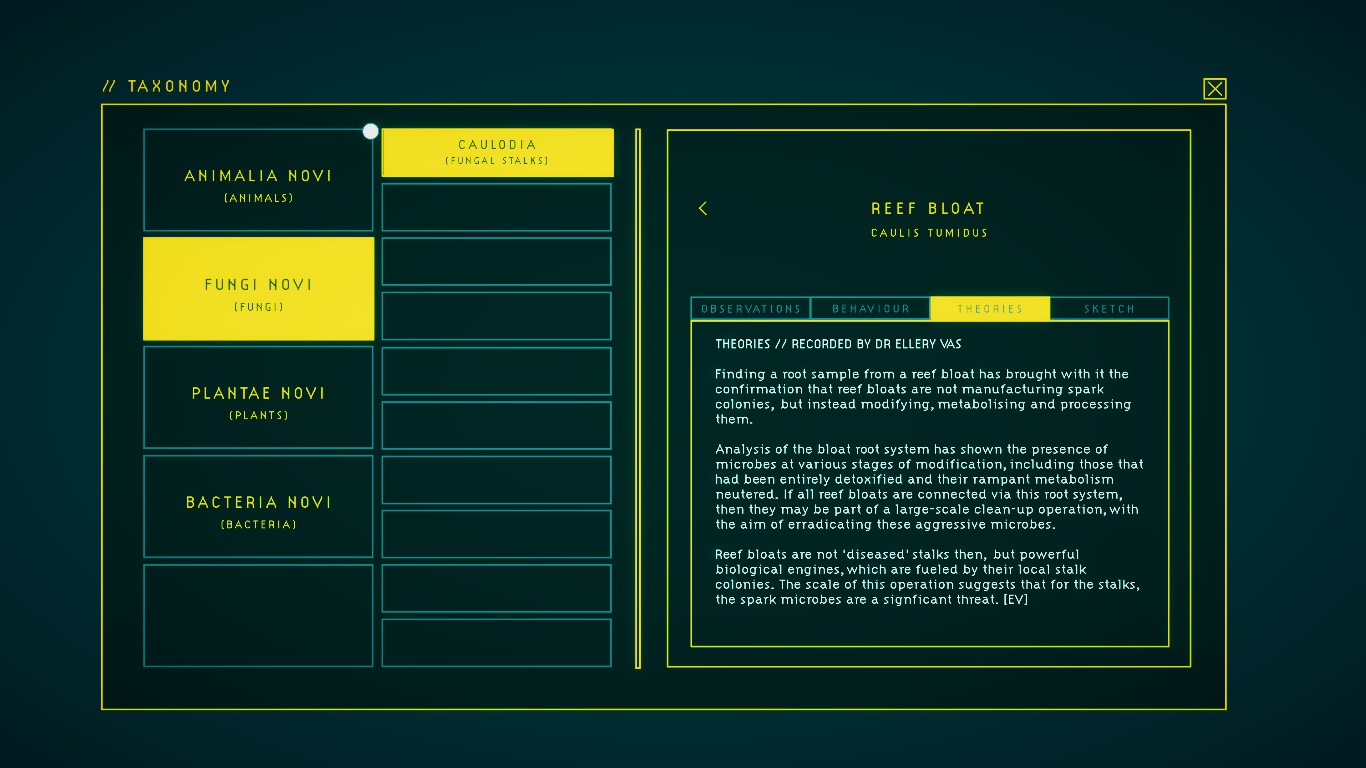 // TAXONOMY
ANIMALIA NOVI
(ANIMALS)
FUNGI NOVI
(FUNGI)
PLANTAE NOVI
(PLANTS)
BACTERIA NOVI
(BACTERIA)
CAULODIA
(FUNGAL STALKS)
REEF BLOAT
CAULIS TUMIDUS
OBSERVATIONS BEHAVIOUR THEORIES SKETCH
THEORIES // RECORDED BY DR ELLERY VAS
Finding a root sample from a reef bloat has brought with it the
confirmation that reef bloats are not manufacturing spark
colonies, but instead modifying, metabolising and processing
them.
Analysis of the bloat root system has shown the presence of
microbes at various stages of modification, including those that
had been entirely detoxified and their rampant metabolism
neutered. If all reef bloats are connected via this root system,
then they may be part of a large-scale clean-up operation, with
the aim of erradicating these aggressive microbes.
Reef bloats are not 'diseased' stalks then, but powerful
biological engines, which are fueled by their local stalk
colonies. The scale of this operation suggests that for the stalks,
the spark microbes are a signficant threat. [EV]